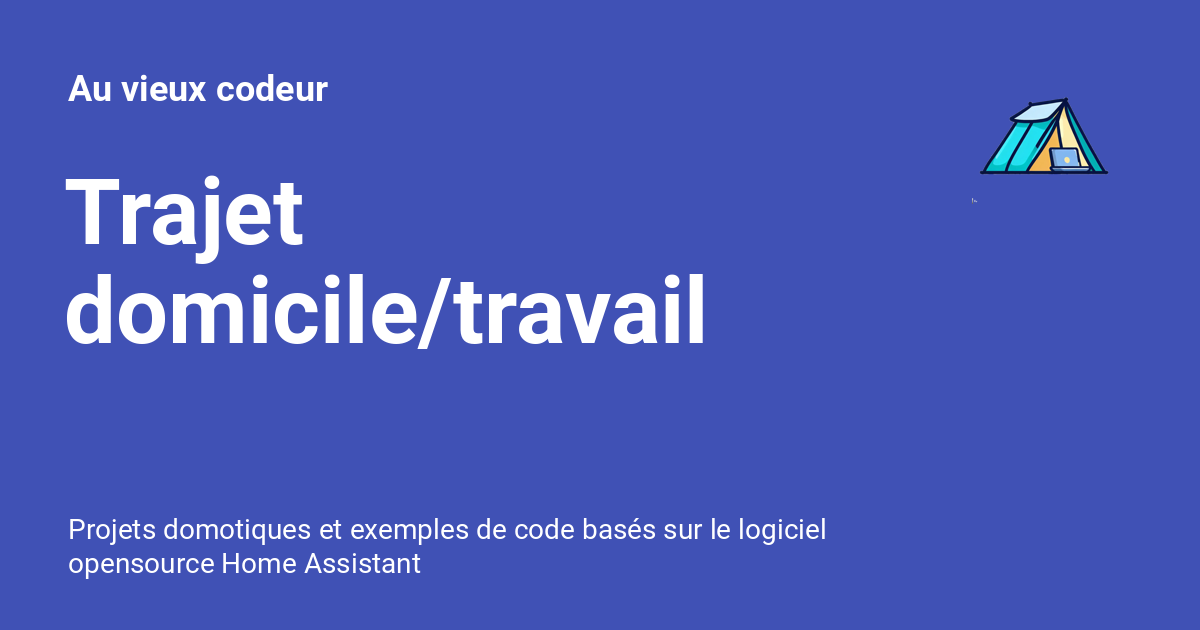 Au vieux codeur
Trajet
domicile/travail
Projets domotiques et exemples de code basés sur le logiciel
opensource Home Assistant